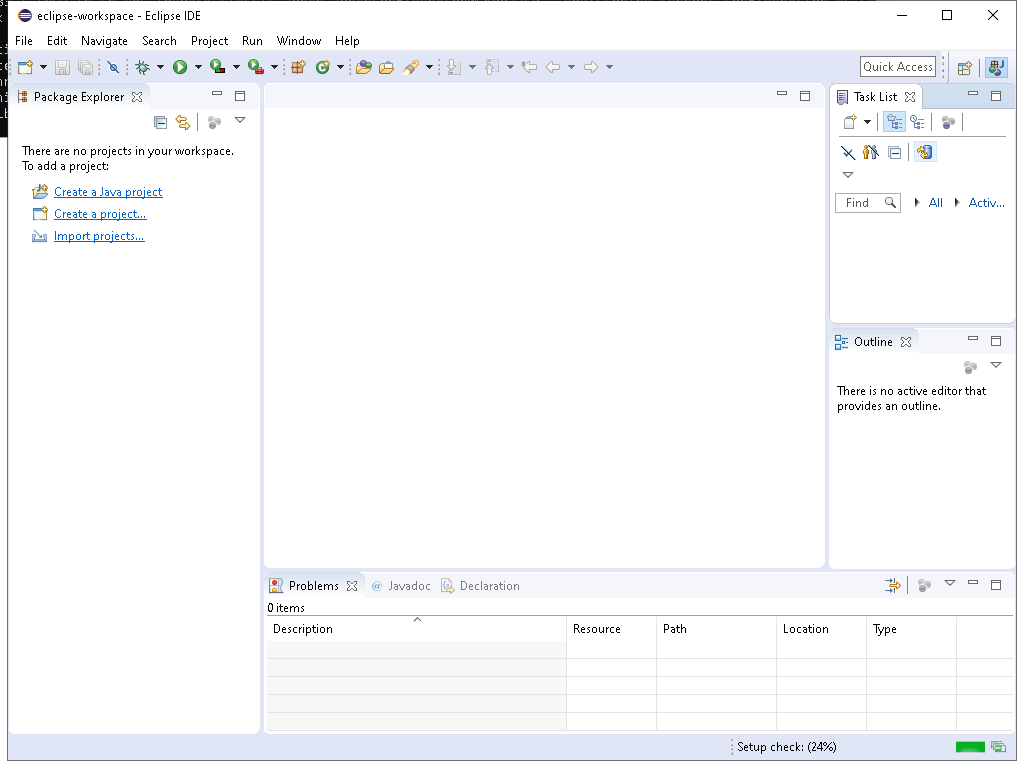 eclipse-workspace - Eclipse IDE
File Edit Navigate Search Project Run Window Help
Quick Access
Package Explorer
There are no projects in your workspace.
To add a project:
Create a Java project
Create a project...
Import projects...
Task List
Find All Activ...
Outline
There is no active editor that
provides an outline.
Problems @ Javadoc Declaration
0 items
Description Resource Path Location Type
Setup check: (24%)